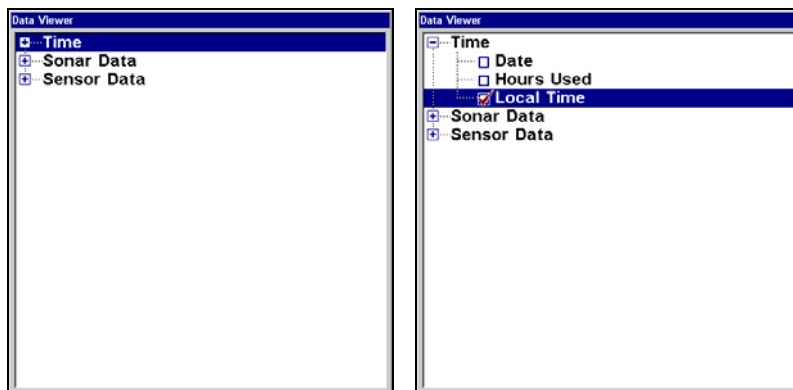 Data Viewer
Time
Sonar Data
Sensor Data
Data Viewer
Time
Date
Hours Used
Local Time
Sonar Data
Sensor Data